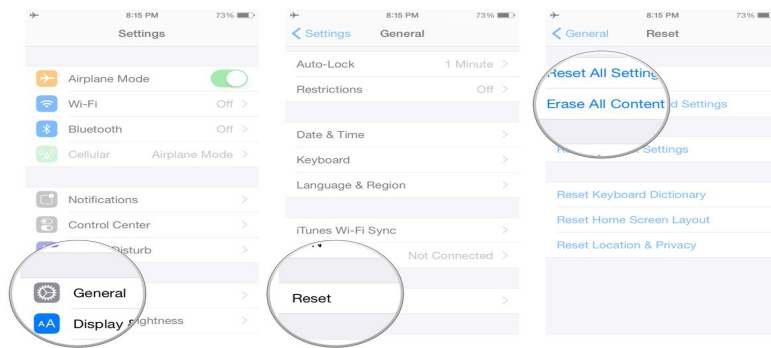 8:15 PM 73%
Settings
Airplane Mode
Wi-Fi Off
Bluetooth Off
Cellular Airplane Mode
Notifications
Control Center
Disturb
General
Display ightness
8:15 PM 73%
Settings General
Auto-Lock 1 Minute
Restrictions Off
Date & Time
Keyboard
Language & Region
iTunes Wi-Fi Sync
Not Connected
Reset
8:15 PM 73%
General Reset
Reset All Setting
Erase All Content d Settings
Settings
Reset Keyboard Dictionary
Reset Home Screen Layout
Reset Location & Privacy